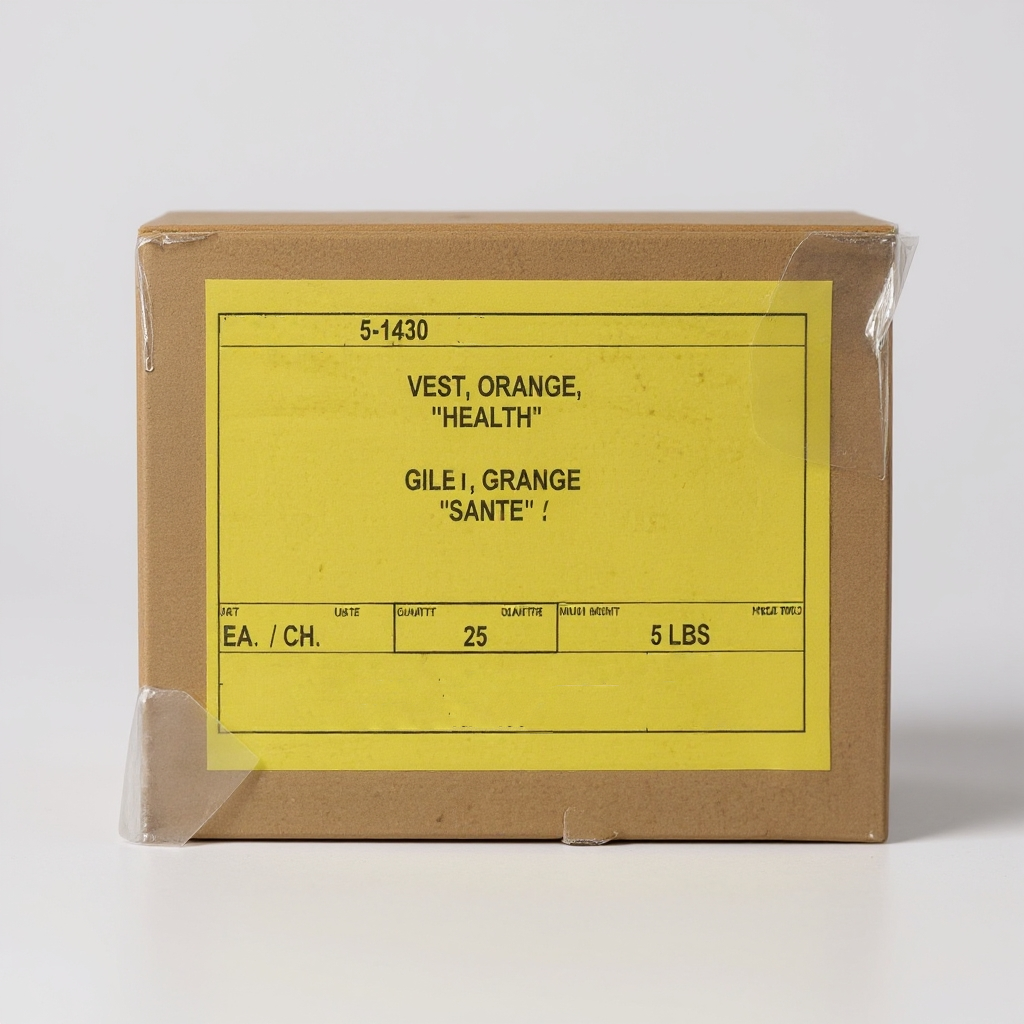 5-1430
VEST, ORANGE,
"HEALTH"
GILE I, GRANGE
"SANTE" /
EA. / CH.
25
5 LBS